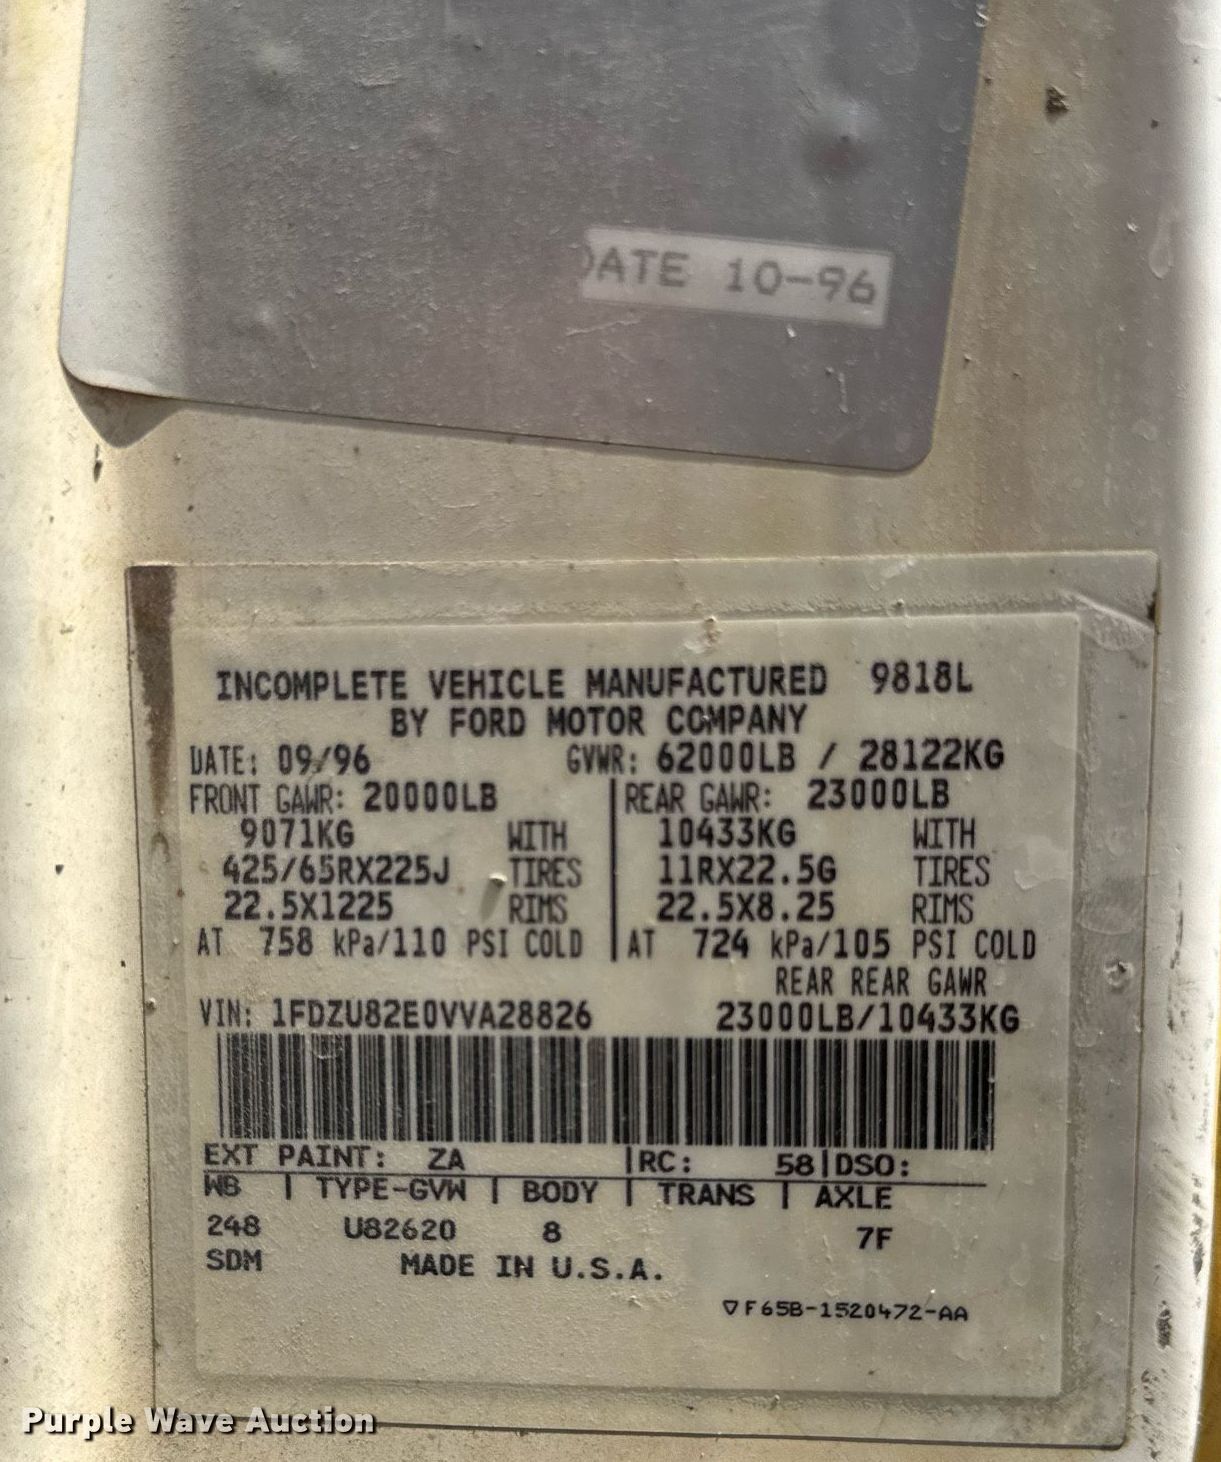 DATE 10-96
INCOMPLETE VEHICLE MANUFACTURED 9818L
BY FORD MOTOR COMPANY
DATE: 09/96 GVWR: 62000LB / 28122KG
FRONT GAWR: 20000LB REAR GAWR: 23000LB
9071KG WITH 10433KG WITH
425/65RX225J TIRES 11RX22.5G TIRES
22.5X1225 RIMS 22.5X8.25 RIMS
AT 758 kPa/110 PSI COLD AT 724 kPa/105 PSI COLD
REAR REAR GAWR
VIN: 1FDZU82E0VVA28826 23000LB/10433KG
EXT PAINT: ZA |RC: 58|DSO:
WB | TYPE-GVW | BODY | TRANS | AXLE
248 U82620 8 7F
SDM MADE IN U.S.A.
▽F65B-1520472-AA
Purple Wave Auction